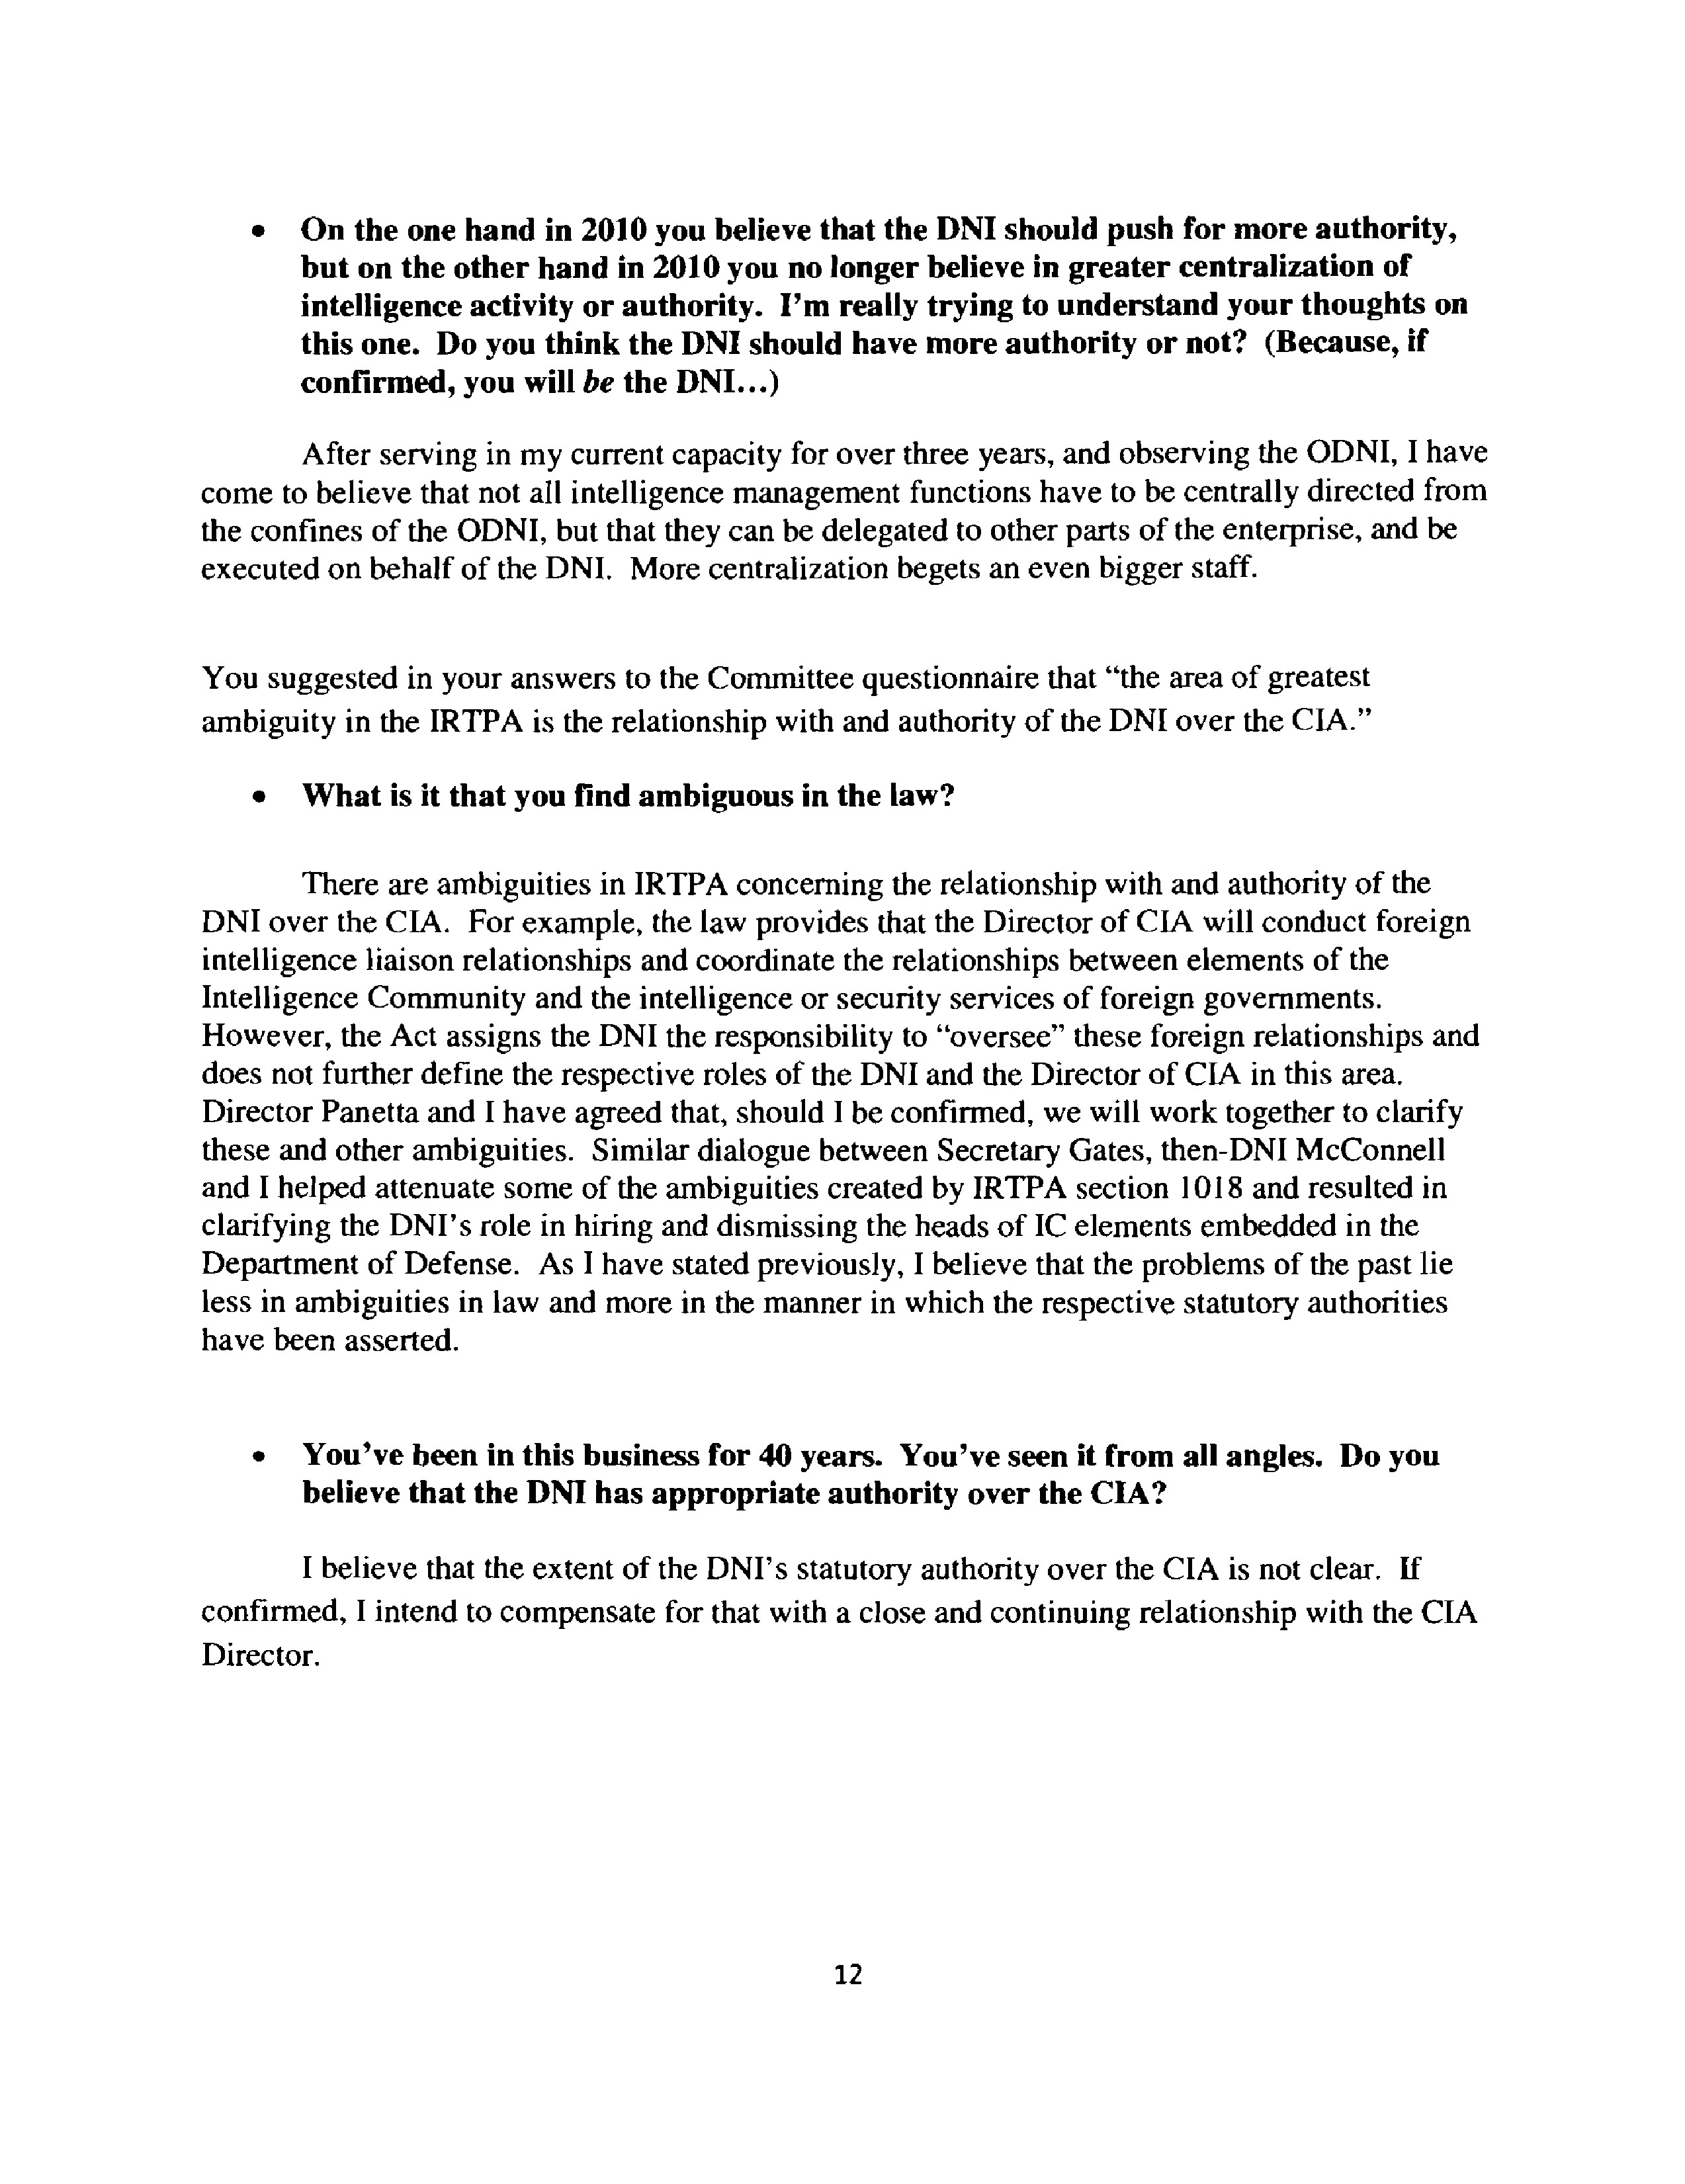 • On the one hand in 2010 you believe that the DNI should push for more authority,
but on the other hand in 2010 you no longer believe in greater centralization of
intelligence activity or authority.  I'm really trying to understand your thoughts on
this one.  Do you think the DNI should have more authority or not?  (Because, if
confirmed, you will be the DNI...)
After serving in my current capacity for over three years, and observing the ODNI, I have
come to believe that not all intelligence management functions have to be centrally directed from
the confines of the ODNI, but that they can be delegated to other parts of the enterprise, and be
executed on behalf of the DNI.  More centralization begets an even bigger staff.
You suggested in your answers to the Committee questionnaire that “the area of greatest
ambiguity in the IRTPA is the relationship with and authority of the DNI over the CIA.”
• What is it that you find ambiguous in the law?
There are ambiguities in IRTPA concerning the relationship with and authority of the
DNI over the CIA.  For example, the law provides that the Director of CIA will conduct foreign
intelligence liaison relationships and coordinate the relationships between elements of the
Intelligence Community and the intelligence or security services of foreign governments.
However, the Act assigns the DNI the responsibility to “oversee” these foreign relationships and
does not further define the respective roles of the DNI and the Director of CIA in this area.
Director Panetta and I have agreed that, should I be confirmed, we will work together to clarify
these and other ambiguities.  Similar dialogue between Secretary Gates, then-DNI McConnell
and I helped attenuate some of the ambiguities created by IRTPA section 1018 and resulted in
clarifying the DNI's role in hiring and dismissing the heads of IC elements embedded in the
Department of Defense.  As I have stated previously, I believe that the problems of the past lie
less in ambiguities in law and more in the manner in which the respective statutory authorities
have been asserted.
• You've been in this business for 40 years.  You've seen it from all angles.  Do you
believe that the DNI has appropriate authority over the CIA?
I believe that the extent of the DNI's statutory authority over the CIA is not clear.  If
confirmed, I intend to compensate for that with a close and continuing relationship with the CIA
Director.
12